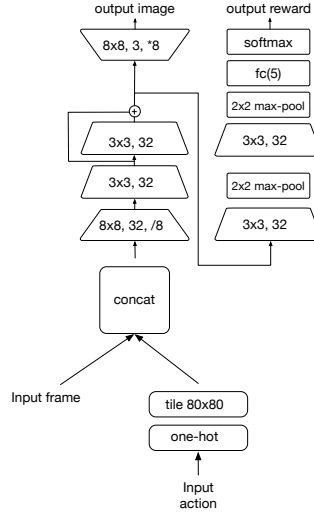 output image
output reward
8x8, 3, *8
softmax
fc(5)
2x2 max-pool
+
3x3, 32
3x3, 32
3x3, 32
2x2 max-pool
8x8, 32, /8
3x3, 32
concat
Input frame
tile 80x80
one-hot
Input
action